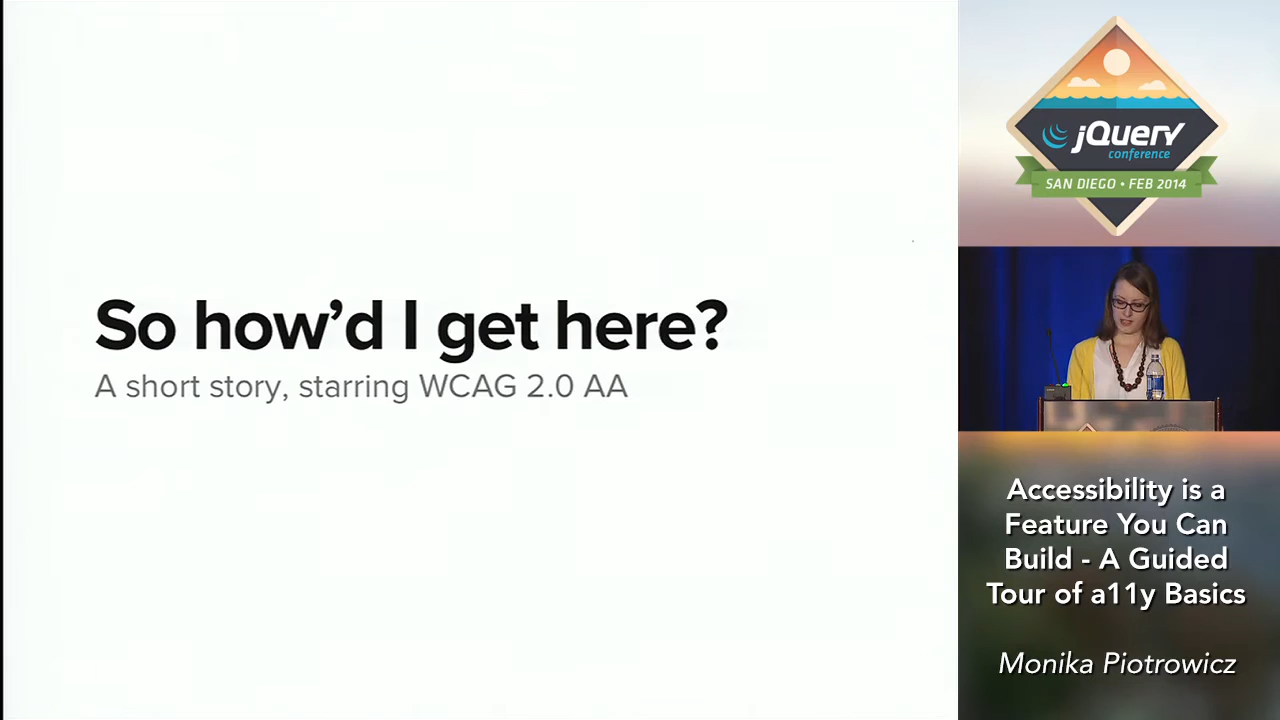 So how’d I get here?
A short story, starring WCAG 2.0 AA
jQuery
conference
SAN DIEGO • FEB 2014
Accessibility is a
Feature You Can
Build - A Guided
Tour of a11y Basics
Monika Piotrowicz